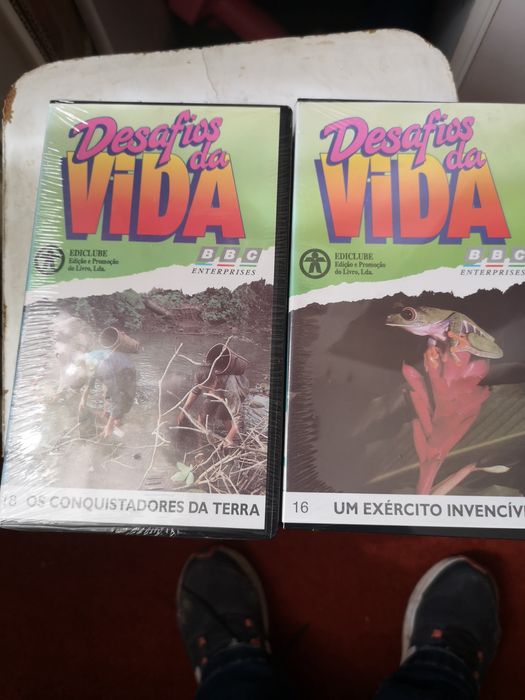 Desafios
da
ViDA
EDICLUBE
Edição e Promoção
do Livro, Lda.
BBC
ENTERPRISES
18 OS CONQUISTADORES DA TERRA
Desafios
da
ViDA
EDICLUBE
Edição e Promoção
do Livro, Lda.
BBC
ENTERPRISES
16 UM EXÉRCITO INVENCÍV